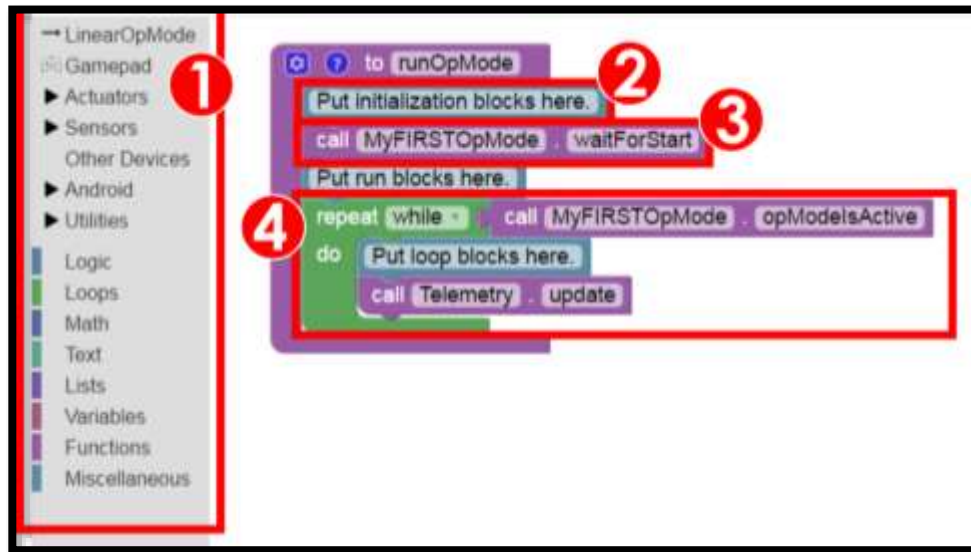 LinearOpMode
Gamepad
Actuators
Sensors
Other Devices
Android
Utilities
Logic
Loops
Math
Text
Lists
Variables
Functions
Miscellaneous
1
? to runOpMode
2
Put initialization blocks here.
3
call MyFIRSTOpMode . waitForStart
Put run blocks here.
4
repeat while call MyFIRSTOpMode . opModeIsActive
do Put loop blocks here.
call Telemetry . update